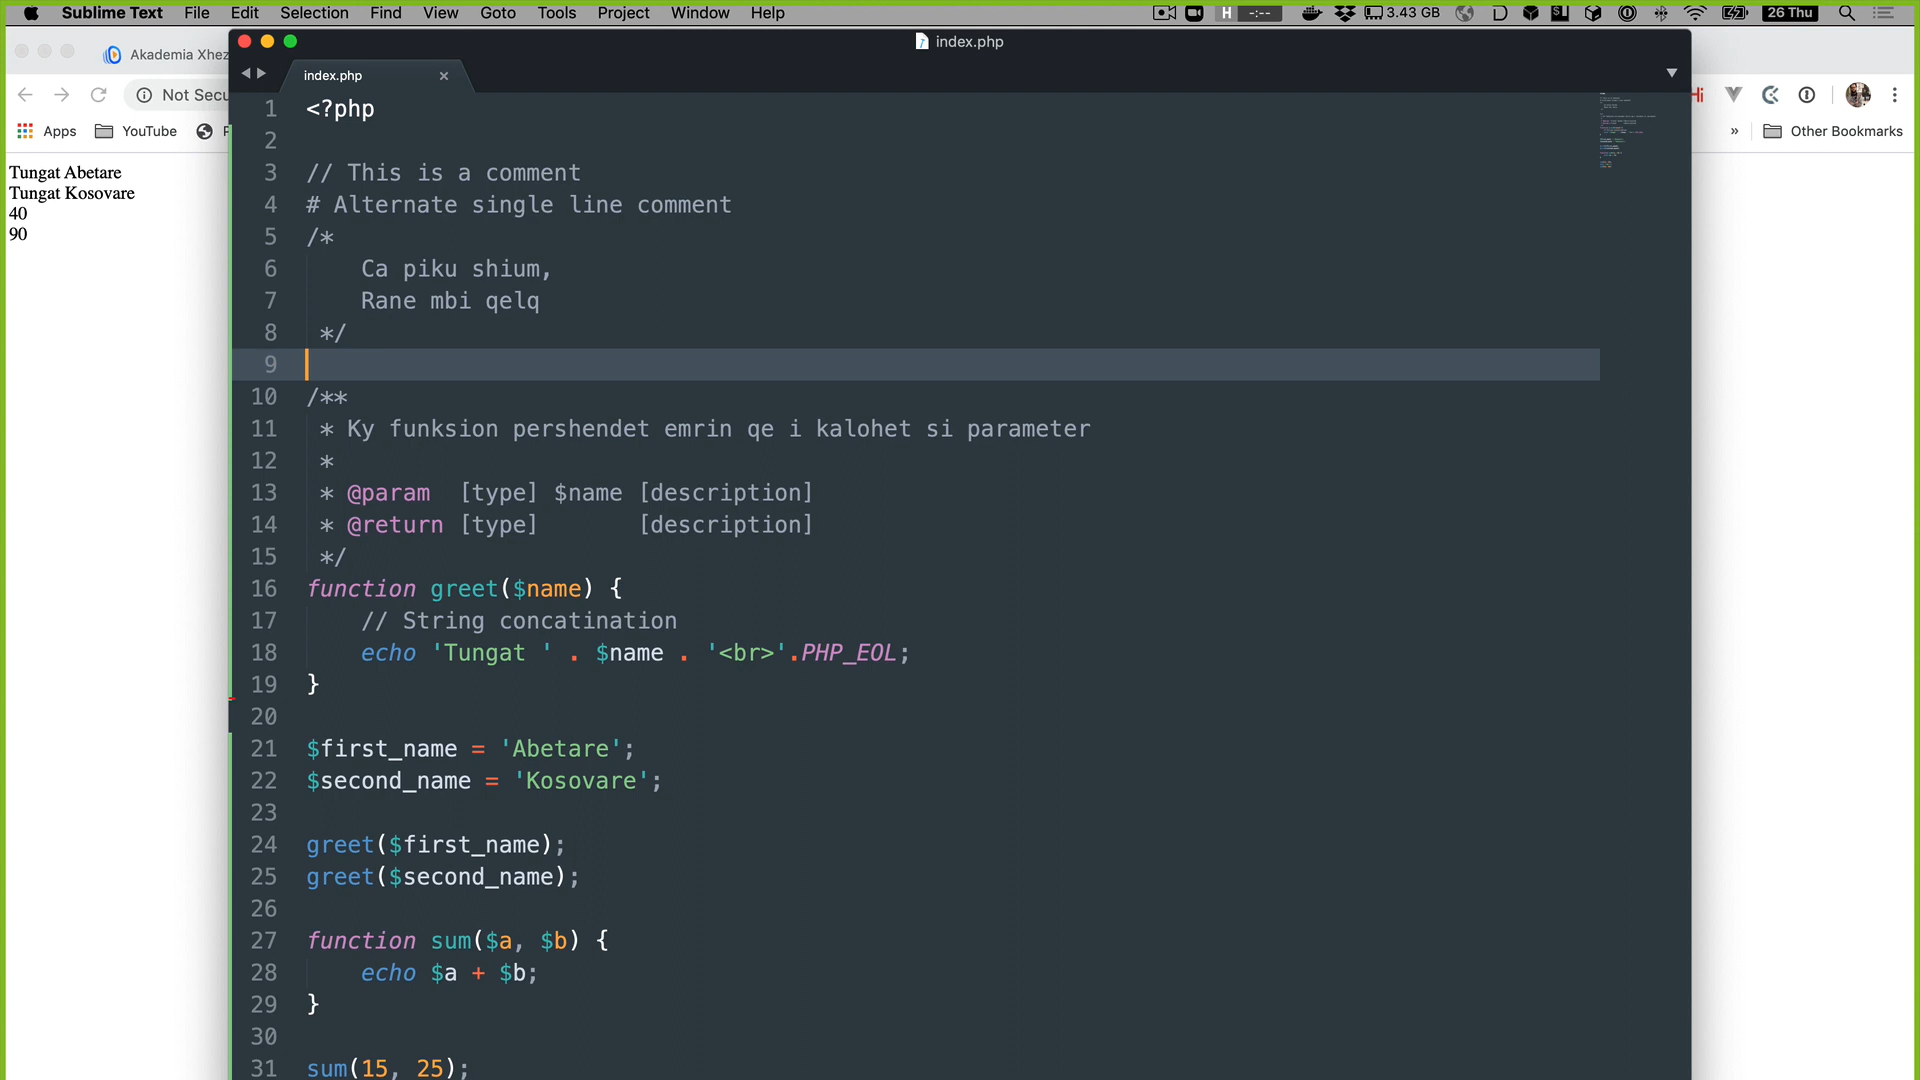 Sublime Text File Edit Selection Find View Goto Tools Project Window Help H -:-- 3.43 GB 26 Thu
index.php
Akademia Xhez
index.php
Not Secu
Apps YouTube
Other Bookmarks
Tungat Abetare
Tungat Kosovare
40
90
1 <?php
2
3 // This is a comment
4 # Alternate single line comment
5 /*
6 Ca piku shium,
7 Rane mbi qelq
8 */
9
10 /**
11 * Ky funksion pershendet emrin qe i kalohet si parameter
12 *
13 * @param [type] $name [description]
14 * @return [type] [description]
15 */
16 function greet($name) {
17 // String concatination
18 echo 'Tungat ' . $name . '<br>'.PHP_EOL;
19 }
20
21 $first_name = 'Abetare';
22 $second_name = 'Kosovare';
23
24 greet($first_name);
25 greet($second_name);
26
27 function sum($a, $b) {
28 echo $a + $b;
29 }
30
31 sum(15, 25);